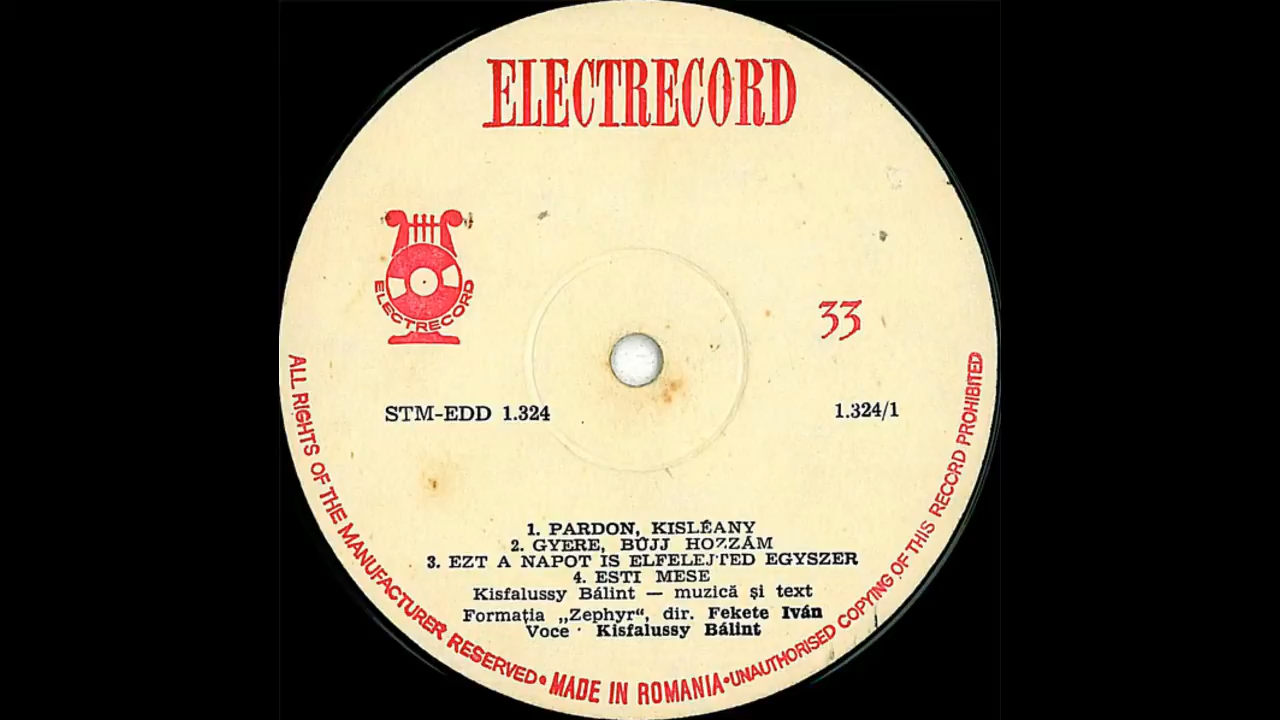 ELECTRECORD
ELECTRECORD
33
STM-EDD 1.324
1.324/1
1. PARDON, KISLÉANY
2. GYERE, BÚJJ HOZZÁM
3. EZT A NAPOT IS ELFELEJTED EGYSZER
4. ESTI MESE
Kisfalussy Bálint — muzică și text
Formația „Zephyr“, dir. Fekete Iván
Voce · Kisfalussy Bálint
ALL RIGHTS OF THE MANUFACTURER RESERVED • MADE IN ROMANIA • UNAUTHORISED COPYING OF THIS RECORD PROHIBITED